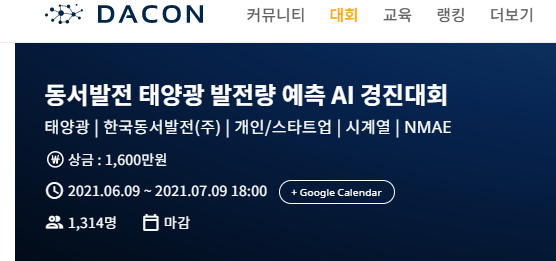 DACON 커뮤니티 대회 교육 랭킹 더보기
동서발전 태양광 발전량 예측 AI 경진대회
태양광 | 한국동서발전(주) | 개인/스타트업 | 시계열 | NMAE
₩ 상금 : 1,600만원
2021.06.09 ~ 2021.07.09 18:00 + Google Calendar
1,314명 마감